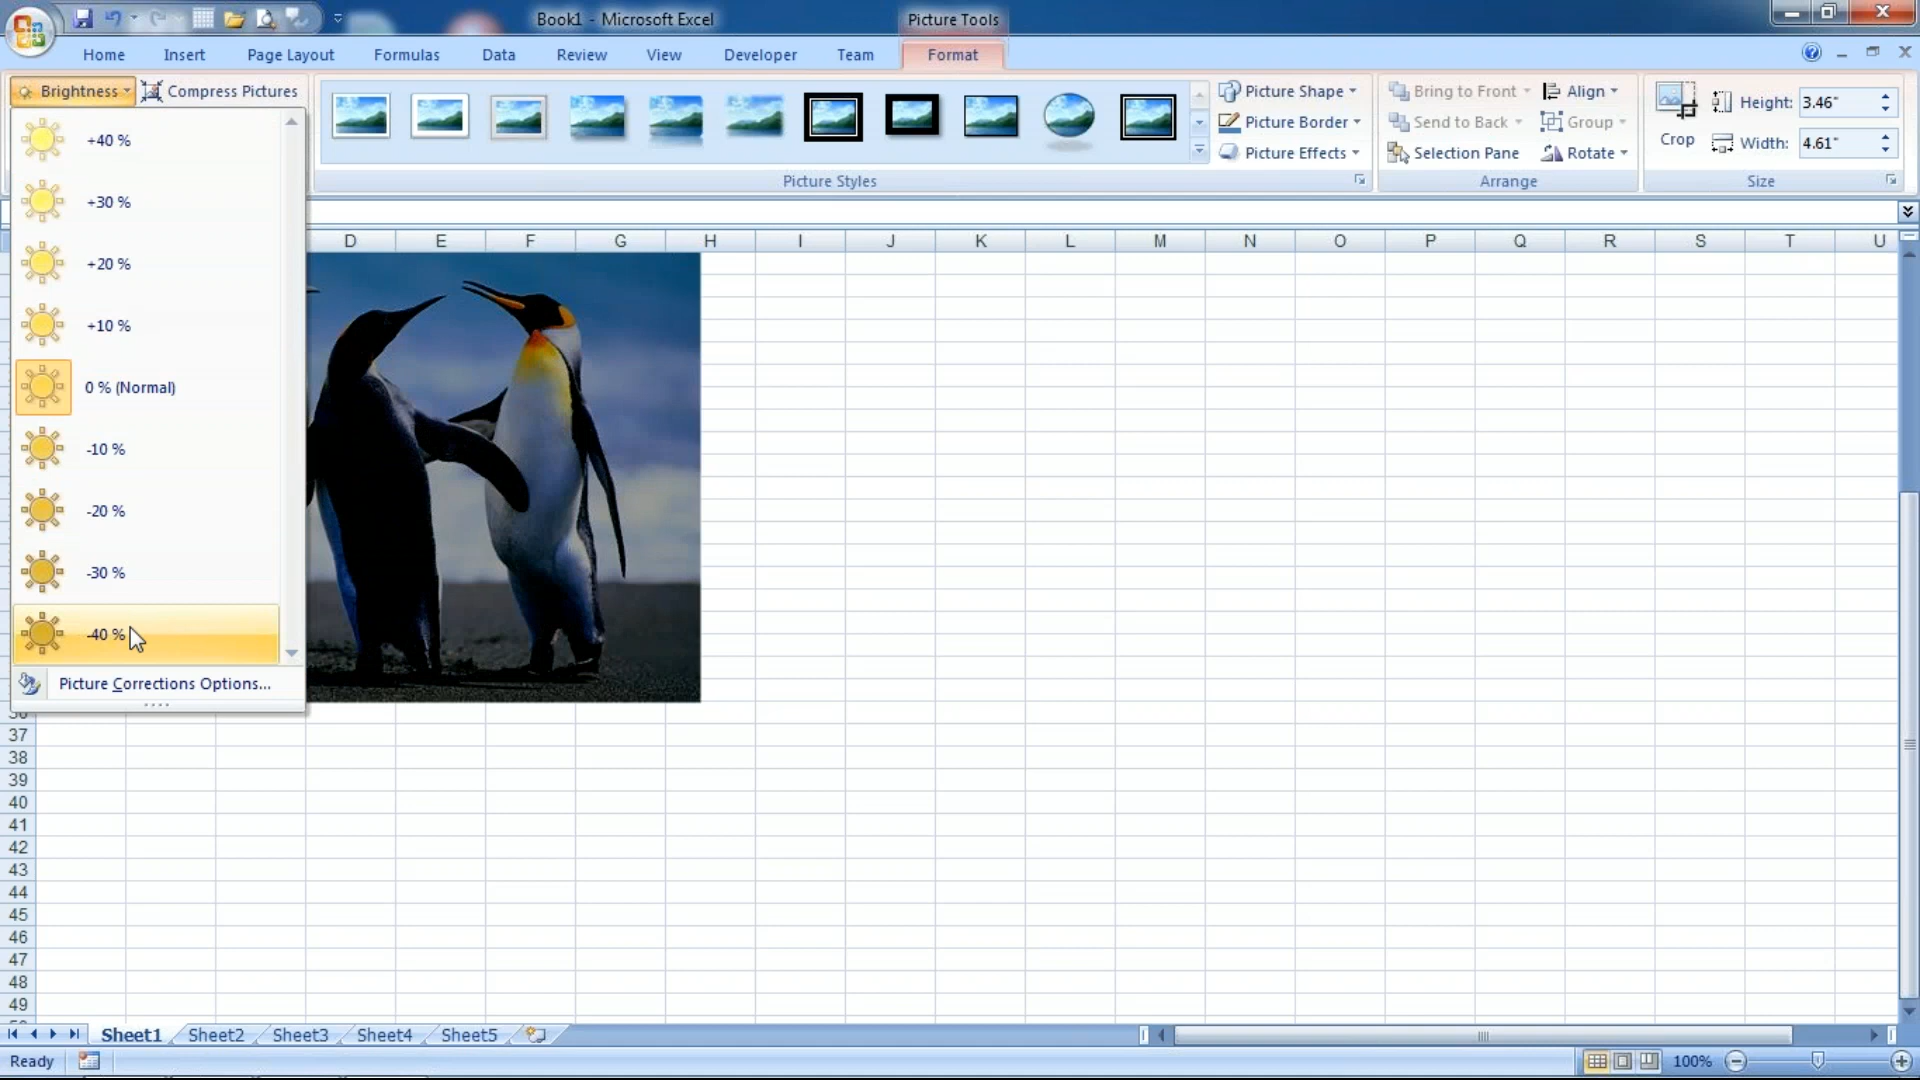 Book1 - Microsoft Excel
Picture Tools
Home Insert Page Layout Formulas Data Review View Developer Team Format
Brightness Compress Pictures
Picture Shape
Picture Border
Picture Effects
Picture Styles
Bring to Front Align
Send to Back Group
Selection Pane Rotate
Arrange
Crop
Height: 3.46"
Width: 4.61"
Size
+40 %
+30 %
+20 %
+10 %
0 % (Normal)
-10 %
-20 %
-30 %
-40 %
Picture Corrections Options...
D E F G H I J K L M N O P Q R S T U
36
37
38
39
40
41
42
43
44
45
46
47
48
49
Sheet1 Sheet2 Sheet3 Sheet4 Sheet5
Ready
100%